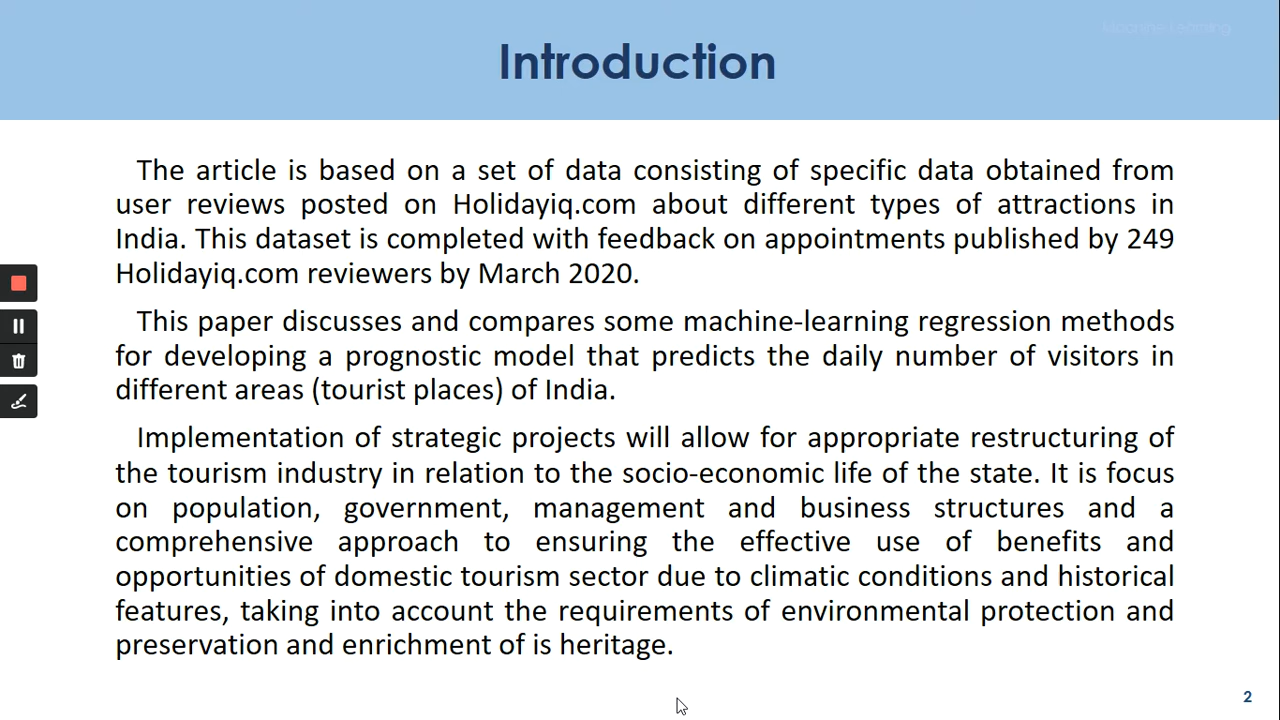 Machine Learning
Introduction
The article is based on a set of data consisting of specific data obtained from
user reviews posted on Holidayiq.com about different types of attractions in
India. This dataset is completed with feedback on appointments published by 249
Holidayiq.com reviewers by March 2020.
This paper discusses and compares some machine-learning regression methods
for developing a prognostic model that predicts the daily number of visitors in
different areas (tourist places) of India.
Implementation of strategic projects will allow for appropriate restructuring of
the tourism industry in relation to the socio-economic life of the state. It is focus
on population, government, management and business structures and a
comprehensive approach to ensuring the effective use of benefits and
opportunities of domestic tourism sector due to climatic conditions and historical
features, taking into account the requirements of environmental protection and
preservation and enrichment of is heritage.
2